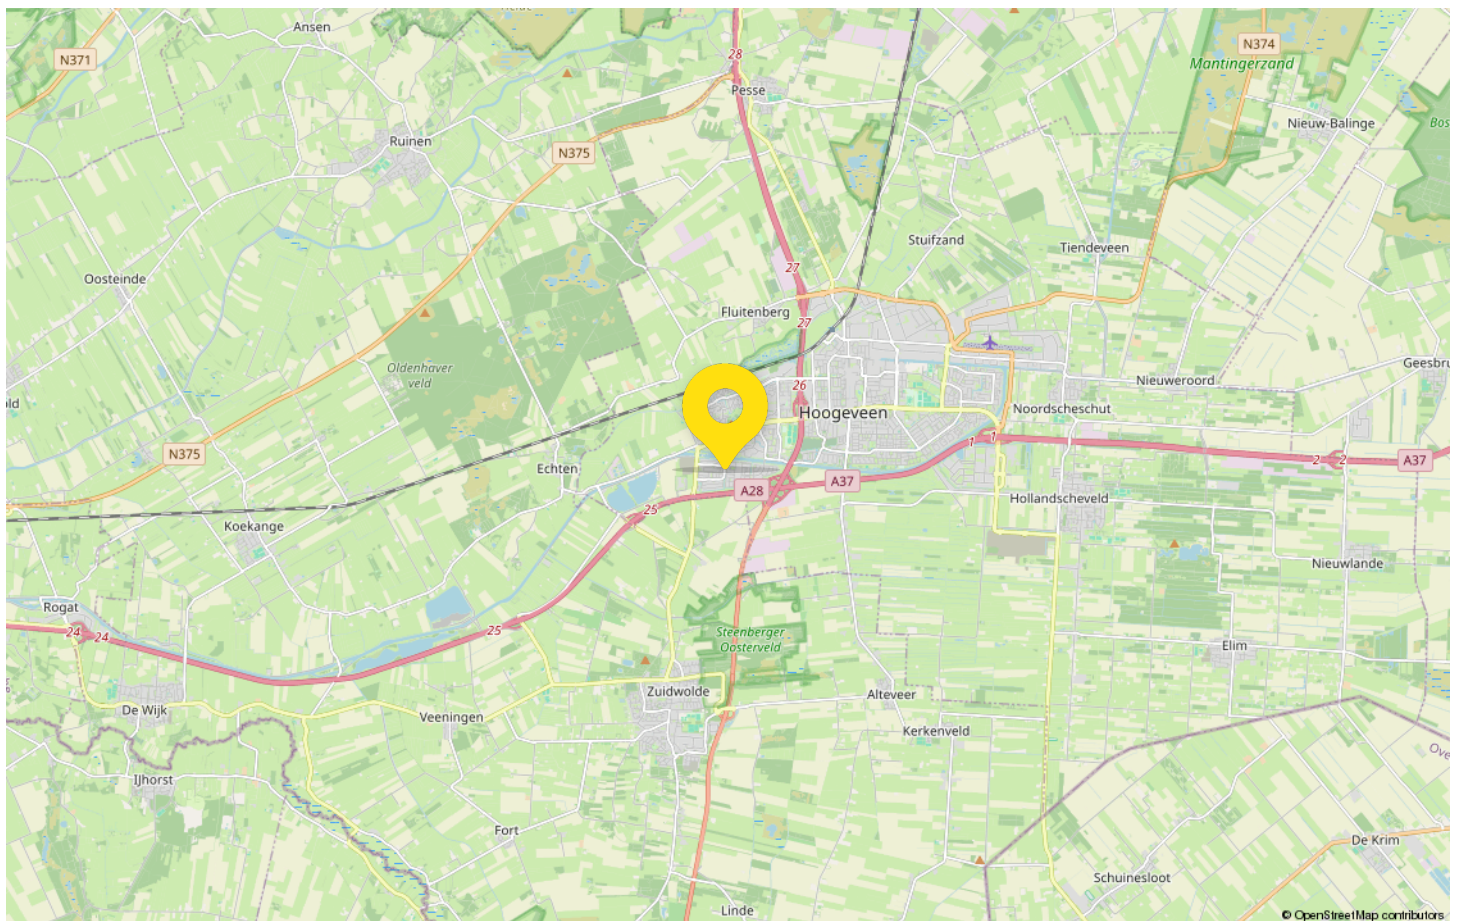 Ansen
28
N374
N371
Mantingerzand
Pesse
Nieuw-Balinge
Bos
Ruinen
N375
Stuifzand
Tiendeveen
27
Oosteinde
Fluitenberg
27
Geesbru
Oldenhaver
veld
26
Nieuweroord
old
Hoogeveen
Noordscheschut
1
1
N375
2
2
A37
Echten
A28
A37
Hollandscheveld
25
Koekange
Nieuwlande
Rogat
24
24
25
Steenberger
Oosterveld
Elim
Zuidwolde
Alteveer
De Wijk
Veeningen
Kerkenveld
Ove
IJhorst
Fort
De Krim
Schuinesloot
Linde
© OpenStreetMap contributors